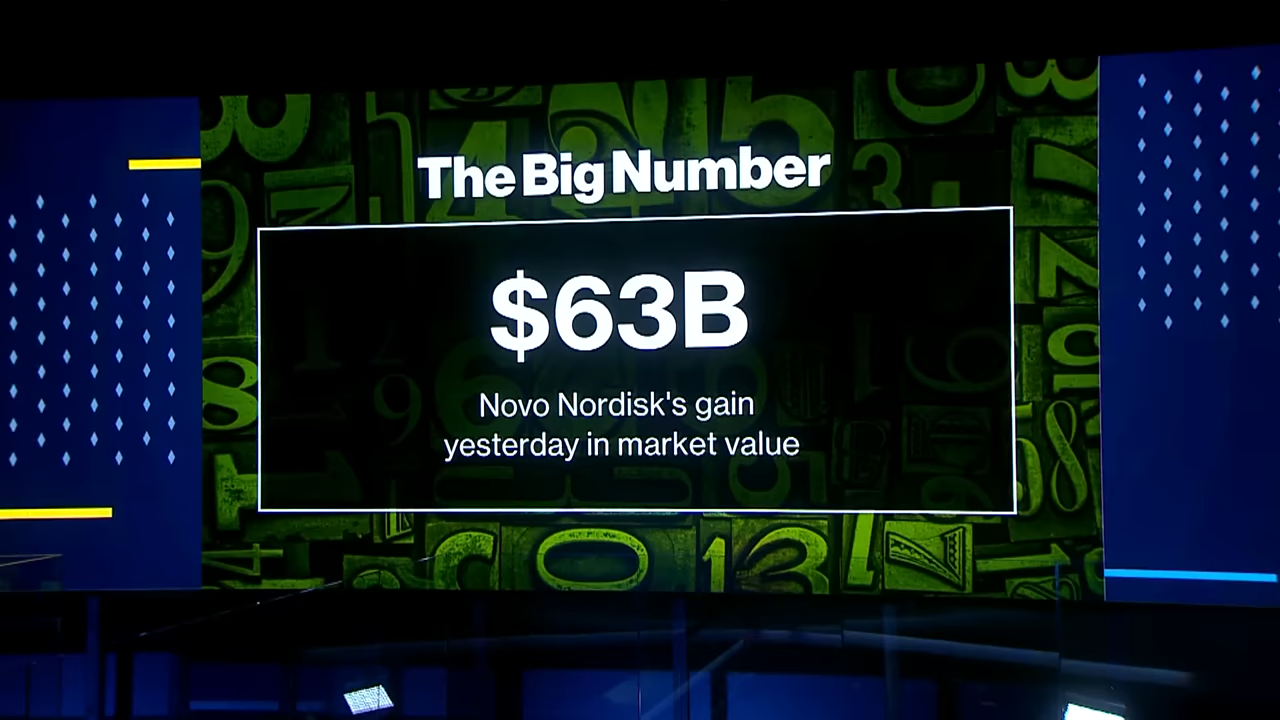 The Big Number
$63B
Novo Nordisk's gain
yesterday in market value